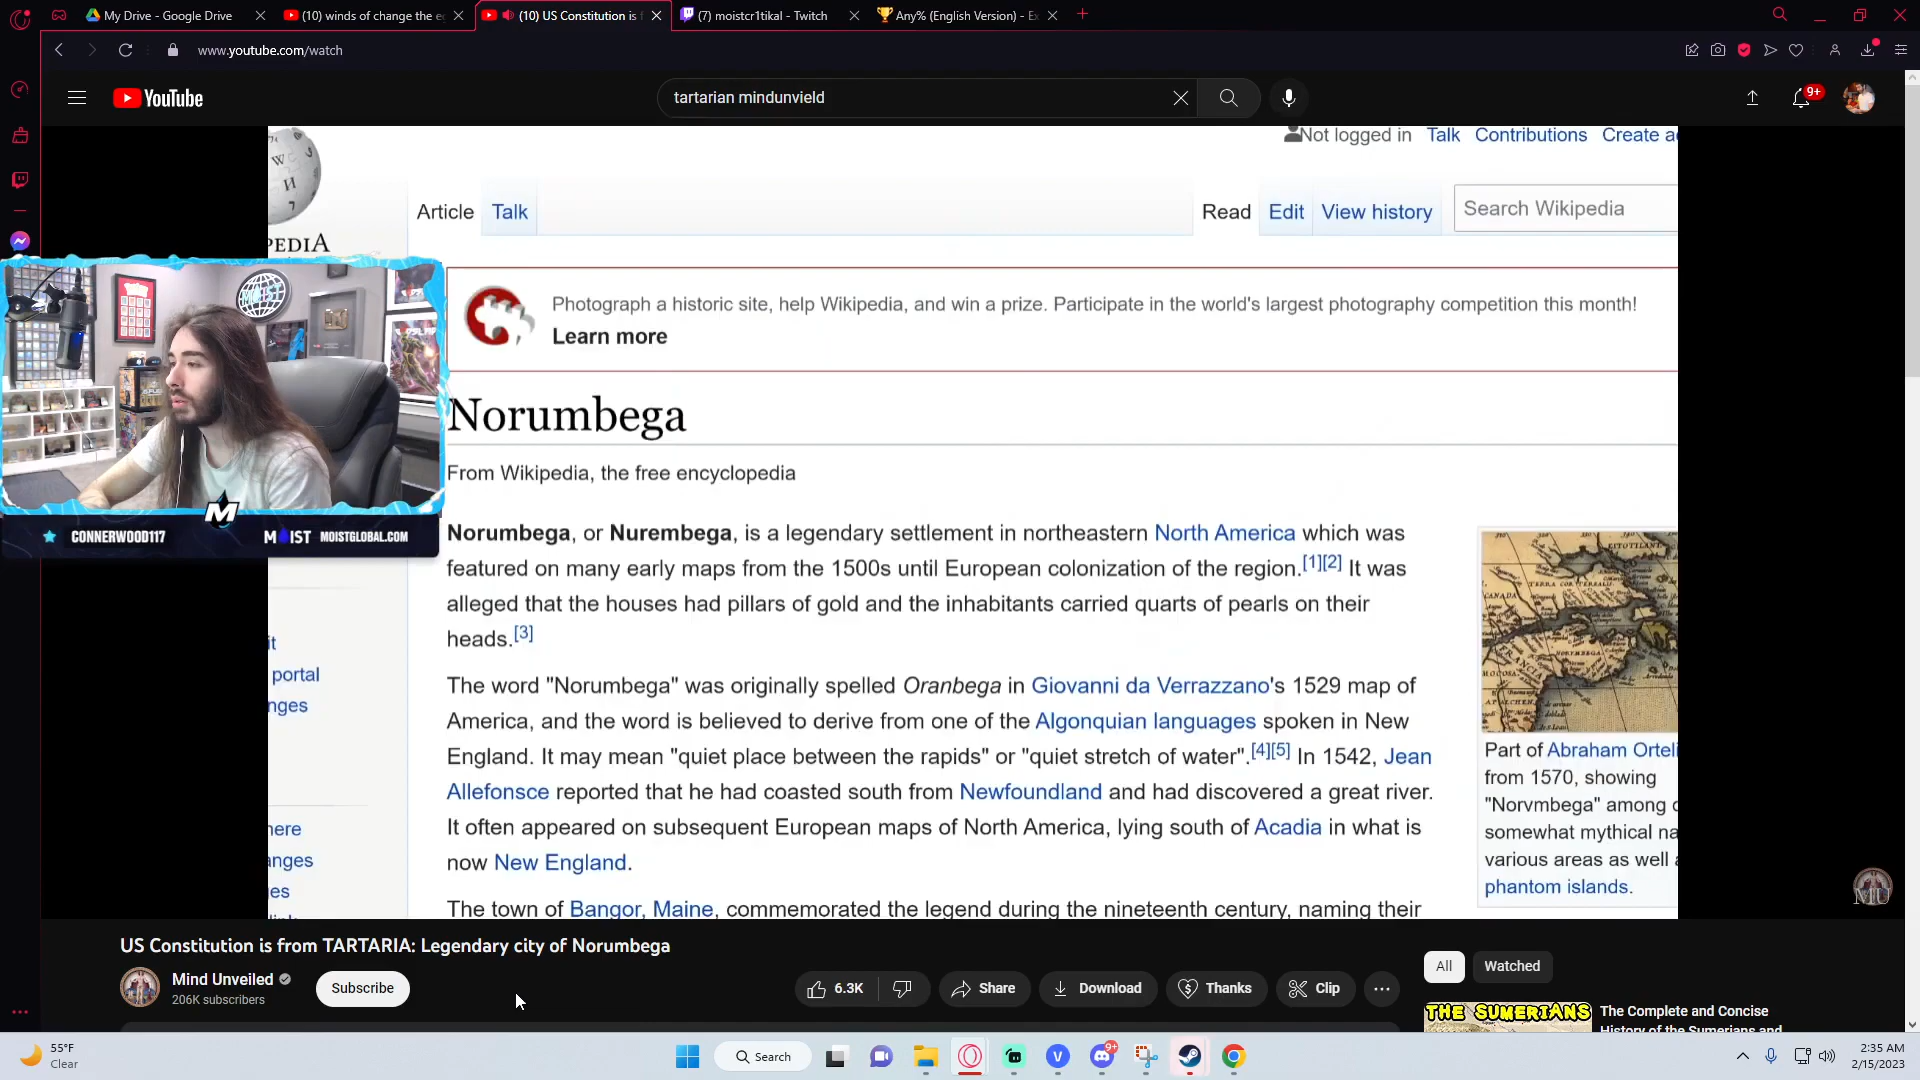 My Drive - Google Drive
(10) winds of change the e
(10) US Constitution is f
(7) moistcr1tikal - Twitch
Any% (English Version) - Ex
www.youtube.com/watch
YouTube
tartarian mindunvield
9+
Not logged in Talk Contributions Create a
Article Talk Read Edit View history Search Wikipedia
PEDIA
Photograph a historic site, help Wikipedia, and win a prize. Participate in the world's largest photography competition this month!
Learn more
MOIST
Norumbega
From Wikipedia, the free encyclopedia
M
CONNERWOOD117 MOIST MOISTGLOBAL.COM
Norumbega, or Nurembega, is a legendary settlement in northeastern North America which was
featured on many early maps from the 1500s until European colonization of the region.[1][2] It was
alleged that the houses had pillars of gold and the inhabitants carried quarts of pearls on their
heads.[3]
it
portal
nges
The word "Norumbega" was originally spelled Oranbega in Giovanni da Verrazzano's 1529 map of
America, and the word is believed to derive from one of the Algonquian languages spoken in New
England. It may mean "quiet place between the rapids" or "quiet stretch of water".[4][5] In 1542, Jean
Allefonsce reported that he had coasted south from Newfoundland and had discovered a great river.
It often appeared on subsequent European maps of North America, lying south of Acadia in what is
now New England.
here
anges
es
The town of Bangor, Maine, commemorated the legend during the nineteenth century, naming their
CANADA
NORVMBEGA
Part of Abraham Orteli
from 1570, showing
"Norvmbega" among o
somewhat mythical na
various areas as well a
phantom islands.
MU
US Constitution is from TARTARIA: Legendary city of Norumbega
Mind Unveiled
206K subscribers
Subscribe
6.3K Share Download Thanks Clip
All Watched
THE SUMERIANS
The Complete and Concise
History of the Sumerians and
55°F
Clear
Search
9+
2:35 AM
2/15/2023